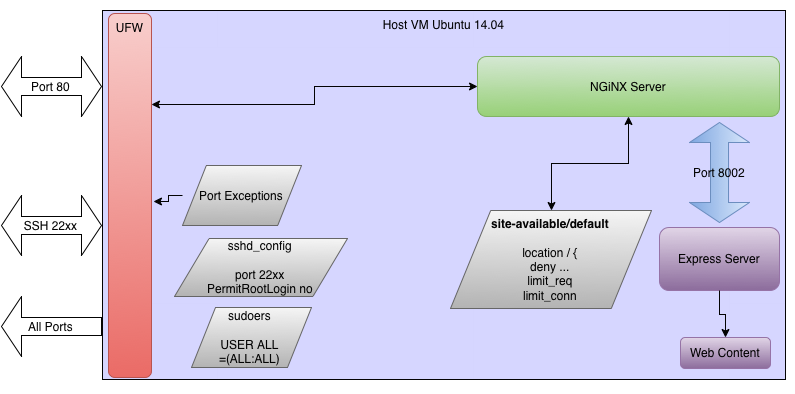 Host VM Ubuntu 14.04
UFW
Port 80
NGiNX Server
Port 8002
Port Exceptions
SSH 22xx
sshd_config
port 22xx
PermitRootLogin no
site-available/default
location / {
deny ...
limit_req
limit_conn
Express Server
All Ports
sudoers
USER ALL
=(ALL:ALL)
Web Content